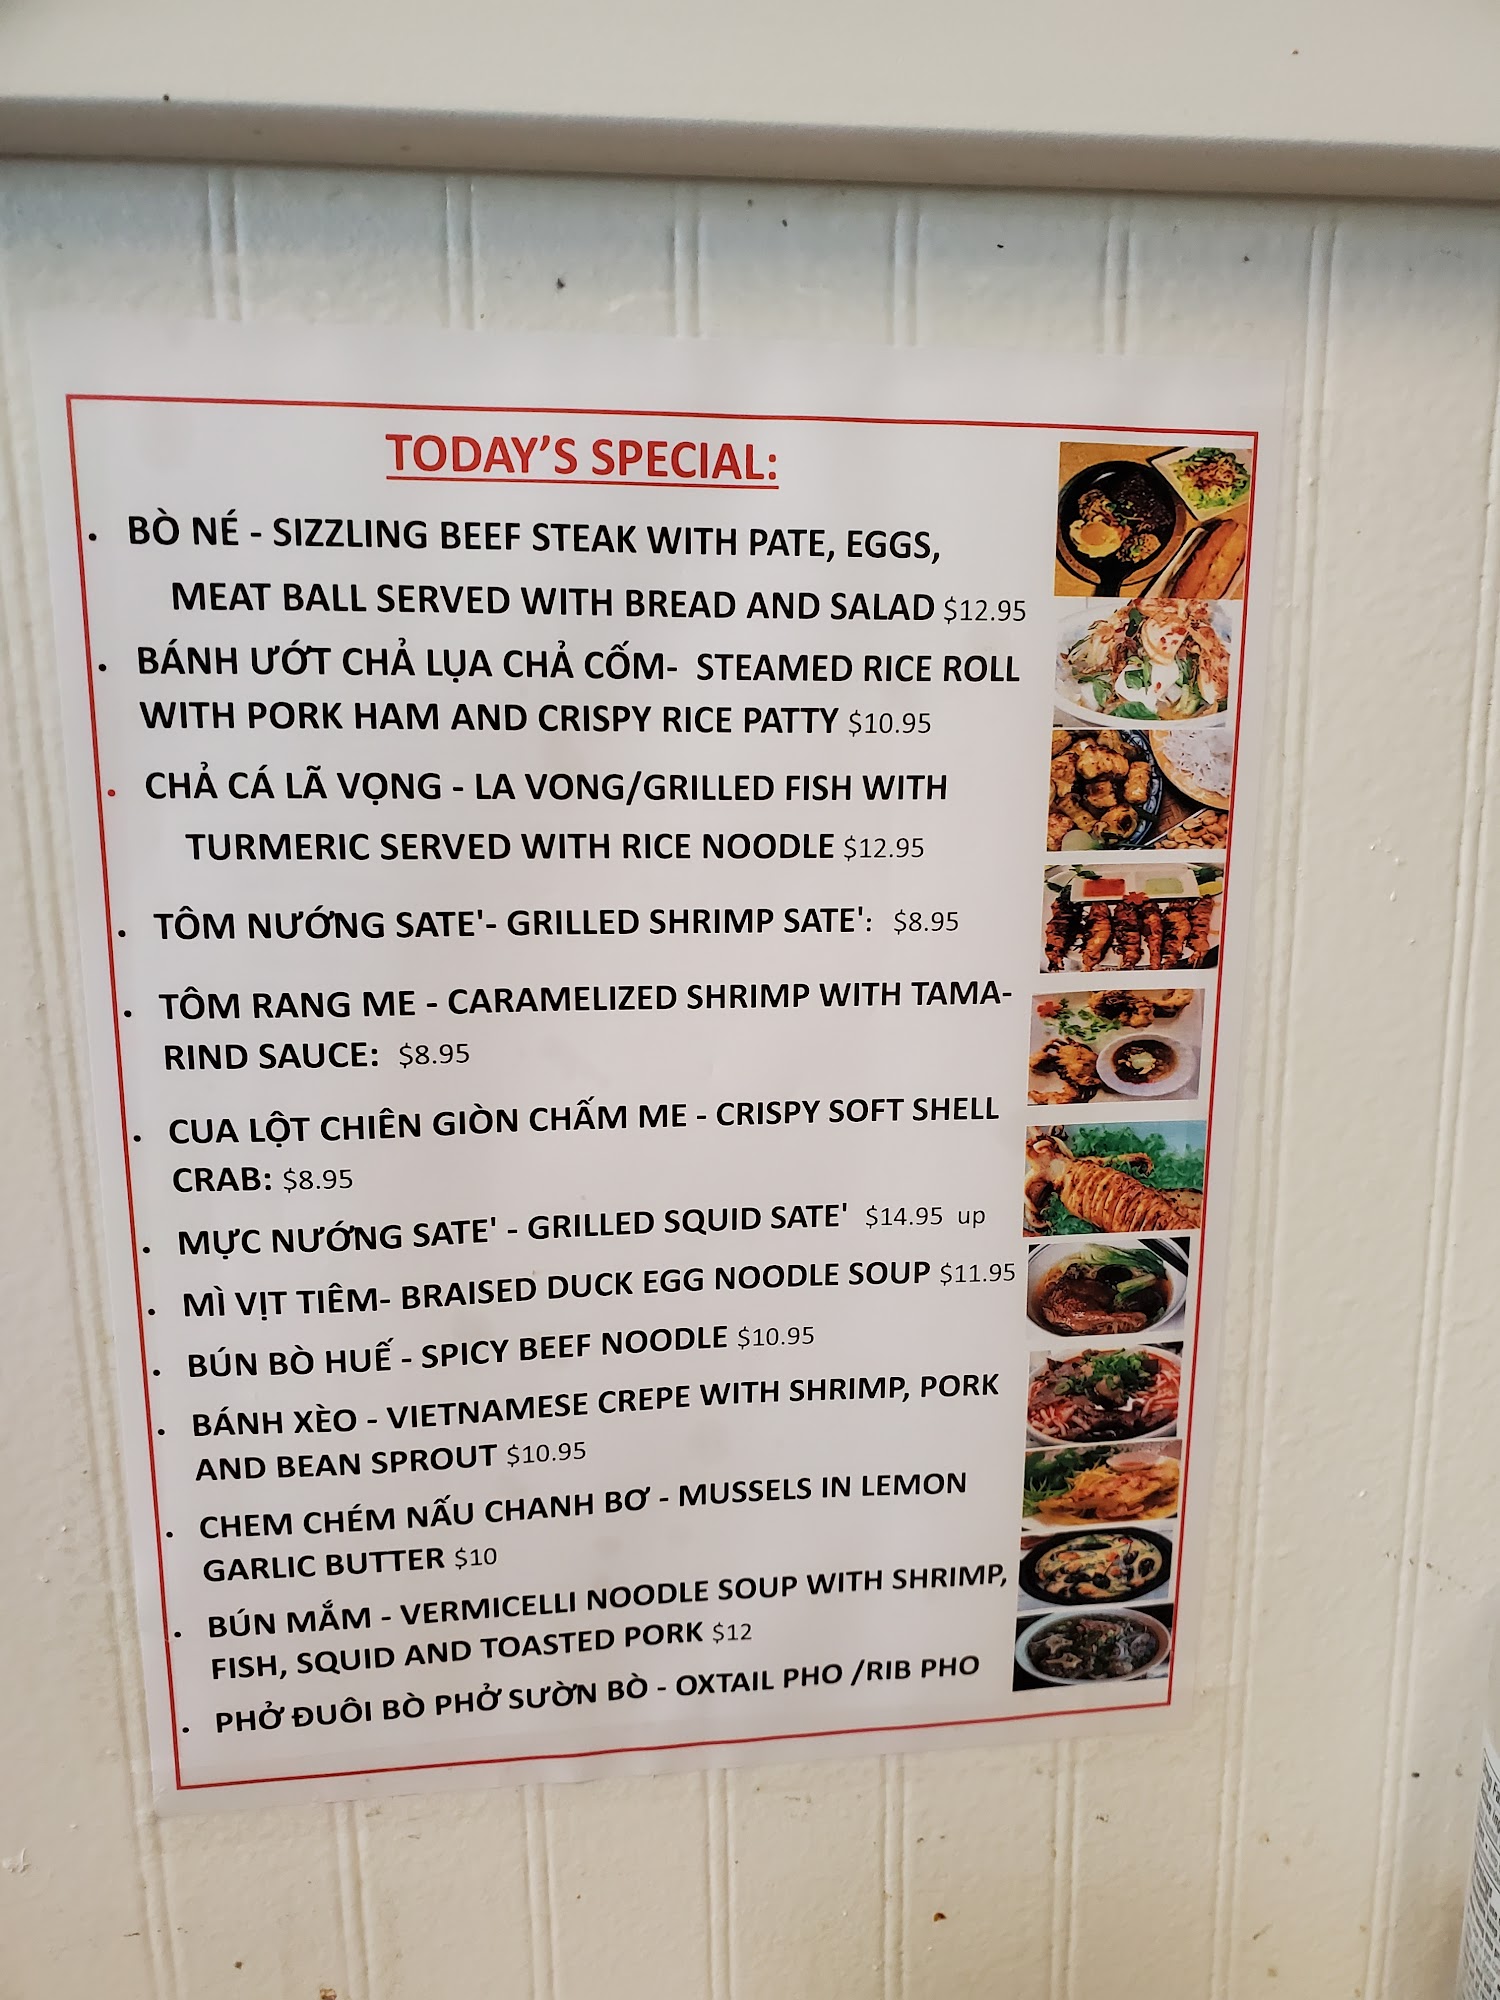 TODAY'S SPECIAL:
• BÒ NÉ - SIZZLING BEEF STEAK WITH PATE, EGGS,
MEAT BALL SERVED WITH BREAD AND SALAD $12.95
• BÁNH ƯỚT CHẢ LỤA CHẢ CỐM- STEAMED RICE ROLL
WITH PORK HAM AND CRISPY RICE PATTY $10.95
• CHẢ CÁ LÃ VỌNG - LA VONG/GRILLED FISH WITH
TURMERIC SERVED WITH RICE NOODLE $12.95
• TÔM NƯỚNG SATE'- GRILLED SHRIMP SATE': $8.95
• TÔM RANG ME - CARAMELIZED SHRIMP WITH TAMA-
RIND SAUCE: $8.95
• CUA LỘT CHIÊN GIÒN CHẤM ME - CRISPY SOFT SHELL
CRAB: $8.95
• MỰC NƯỚNG SATE' - GRILLED SQUID SATE' $14.95 up
• MÌ VỊT TIÊM- BRAISED DUCK EGG NOODLE SOUP $11.95
• BÚN BÒ HUẾ - SPICY BEEF NOODLE $10.95
• BÁNH XÈO - VIETNAMESE CREPE WITH SHRIMP, PORK
AND BEAN SPROUT $10.95
• CHEM CHÉM NẤU CHANH BƠ - MUSSELS IN LEMON
GARLIC BUTTER $10
• BÚN MẮM - VERMICELLI NOODLE SOUP WITH SHRIMP,
FISH, SQUID AND TOASTED PORK $12
• PHỞ ĐUÔI BÒ PHỞ SƯỜN BÒ - OXTAIL PHO /RIB PHO